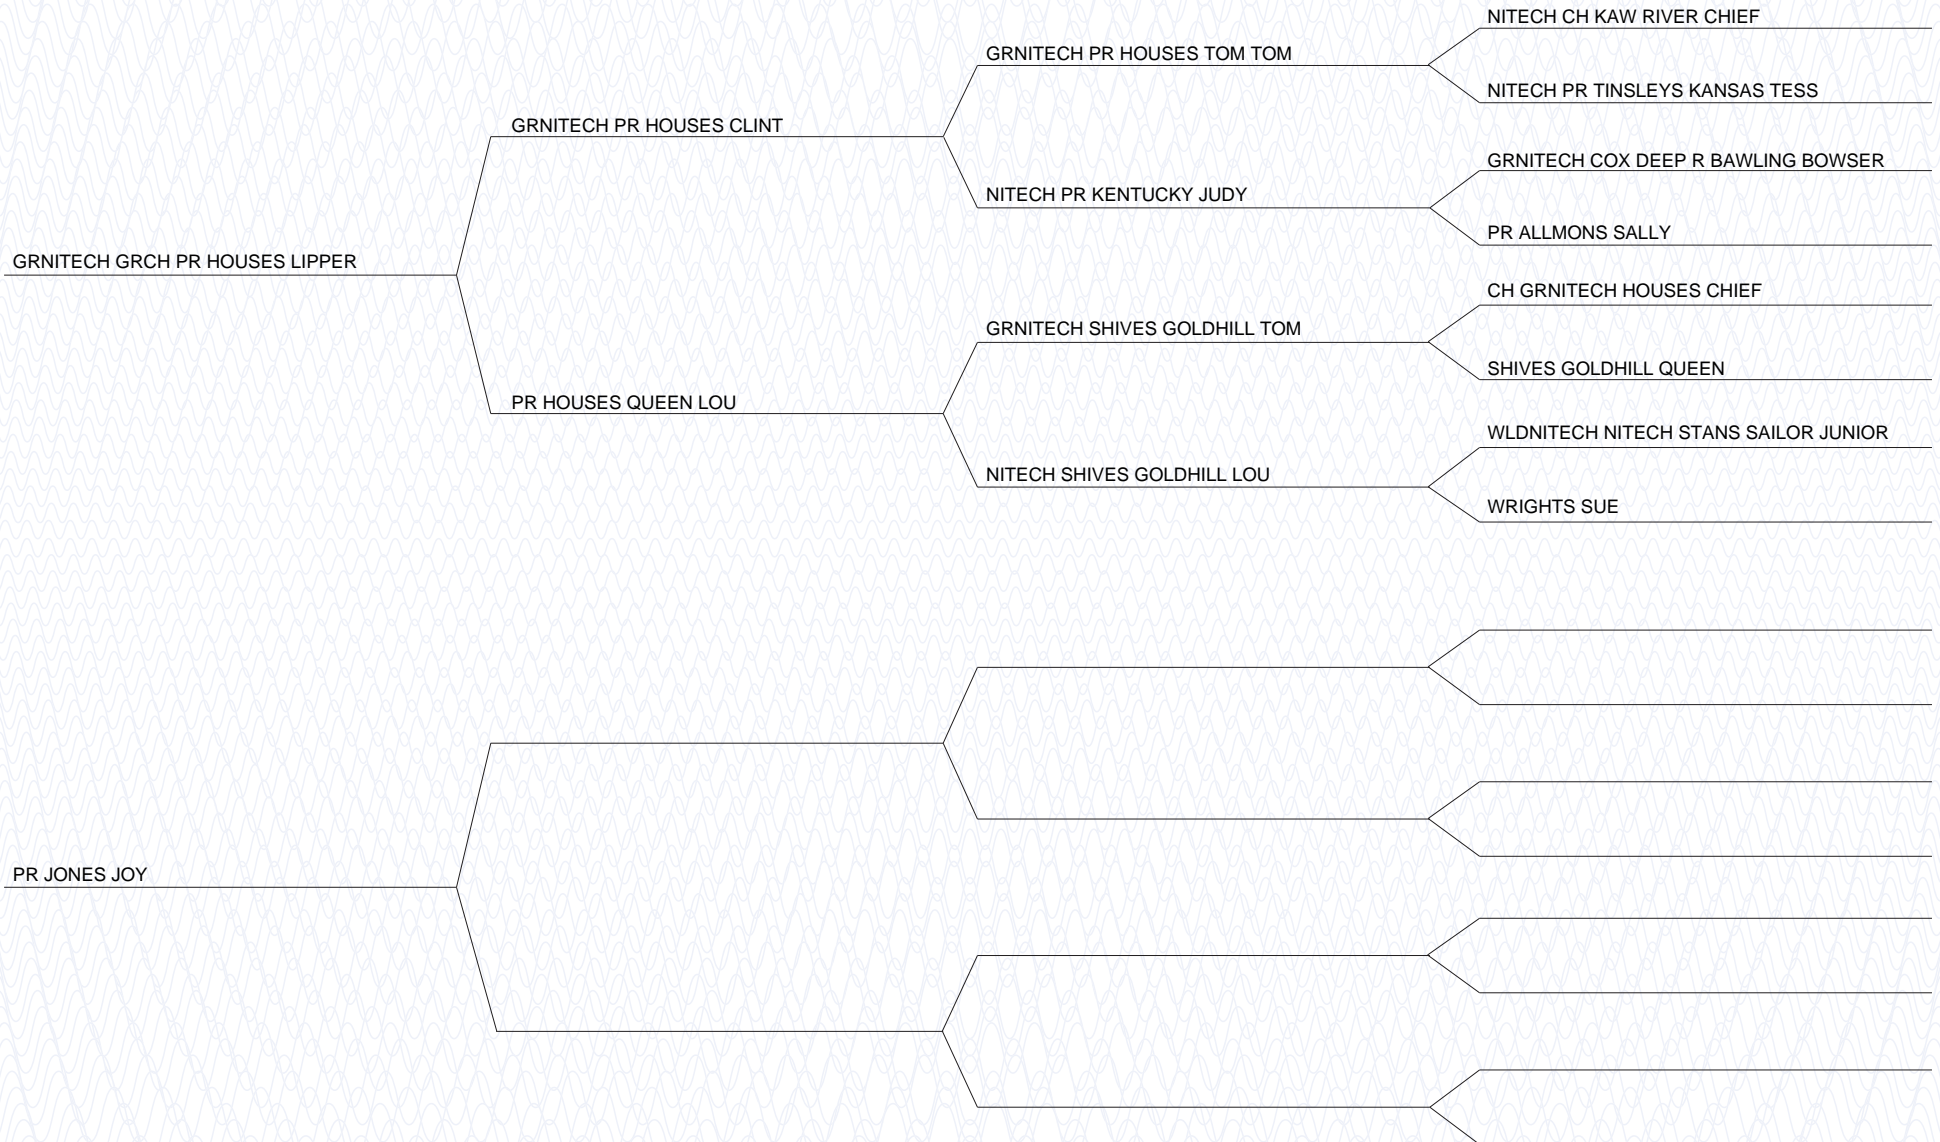 NITECH CH KAW RIVER CHIEF
GRNITECH PR HOUSES TOM TOM
NITECH PR TINSLEYS KANSAS TESS
GRNITECH PR HOUSES CLINT
GRNITECH COX DEEP R BAWLING BOWSER
NITECH PR KENTUCKY JUDY
PR ALLMONS SALLY
GRNITECH GRCH PR HOUSES LIPPER
CH GRNITECH HOUSES CHIEF
GRNITECH SHIVES GOLDHILL TOM
SHIVES GOLDHILL QUEEN
PR HOUSES QUEEN LOU
WLDNITECH NITECH STANS SAILOR JUNIOR
NITECH SHIVES GOLDHILL LOU
WRIGHTS SUE
PR JONES JOY